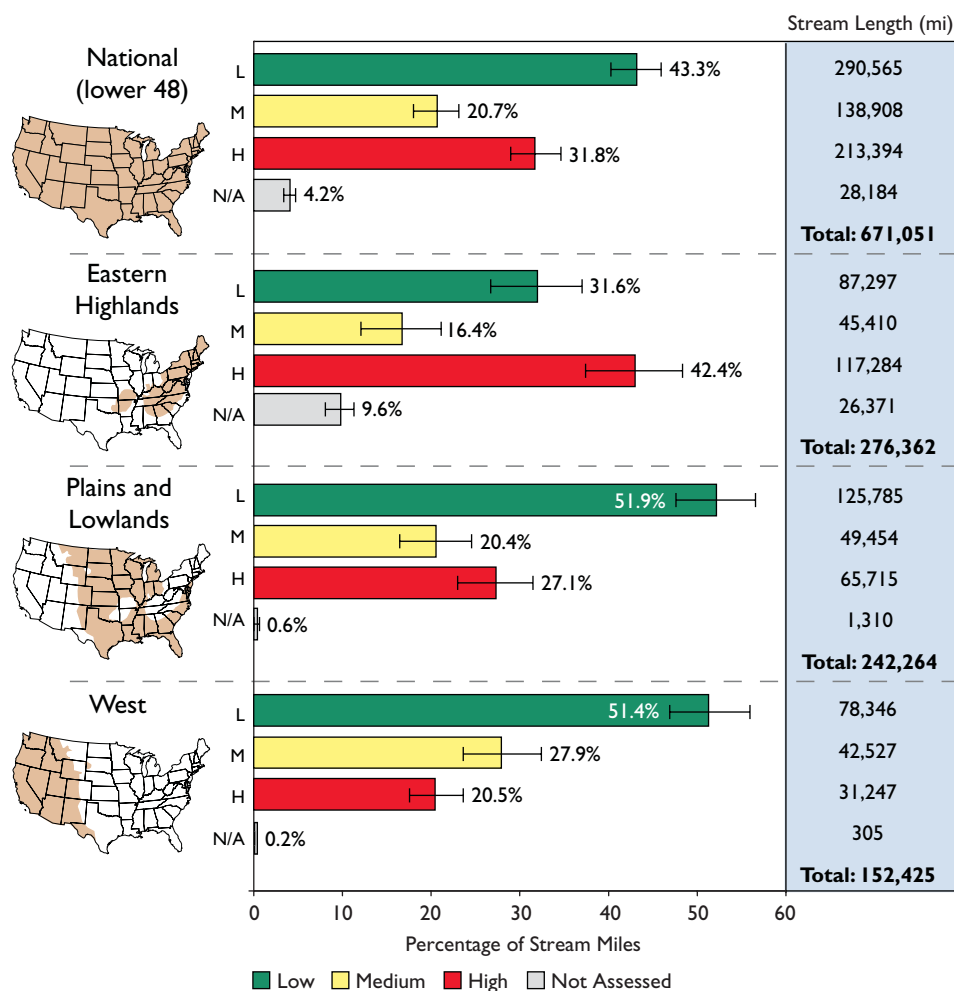 Stream Length (mi)
National
(lower 48)
L 43.3% 290,565
M 20.7% 138,908
H 31.8% 213,394
N/A 4.2% 28,184
Total: 671,051
Eastern
Highlands
L 31.6% 87,297
M 16.4% 45,410
H 42.4% 117,284
N/A 9.6% 26,371
Total: 276,362
Plains and
Lowlands
L 51.9% 125,785
M 20.4% 49,454
H 27.1% 65,715
N/A 0.6% 1,310
Total: 242,264
West
L 51.4% 78,346
M 27.9% 42,527
H 20.5% 31,247
N/A 0.2% 305
Total: 152,425
0 10 20 30 40 50 60
Percentage of Stream Miles
Low Medium High Not Assessed